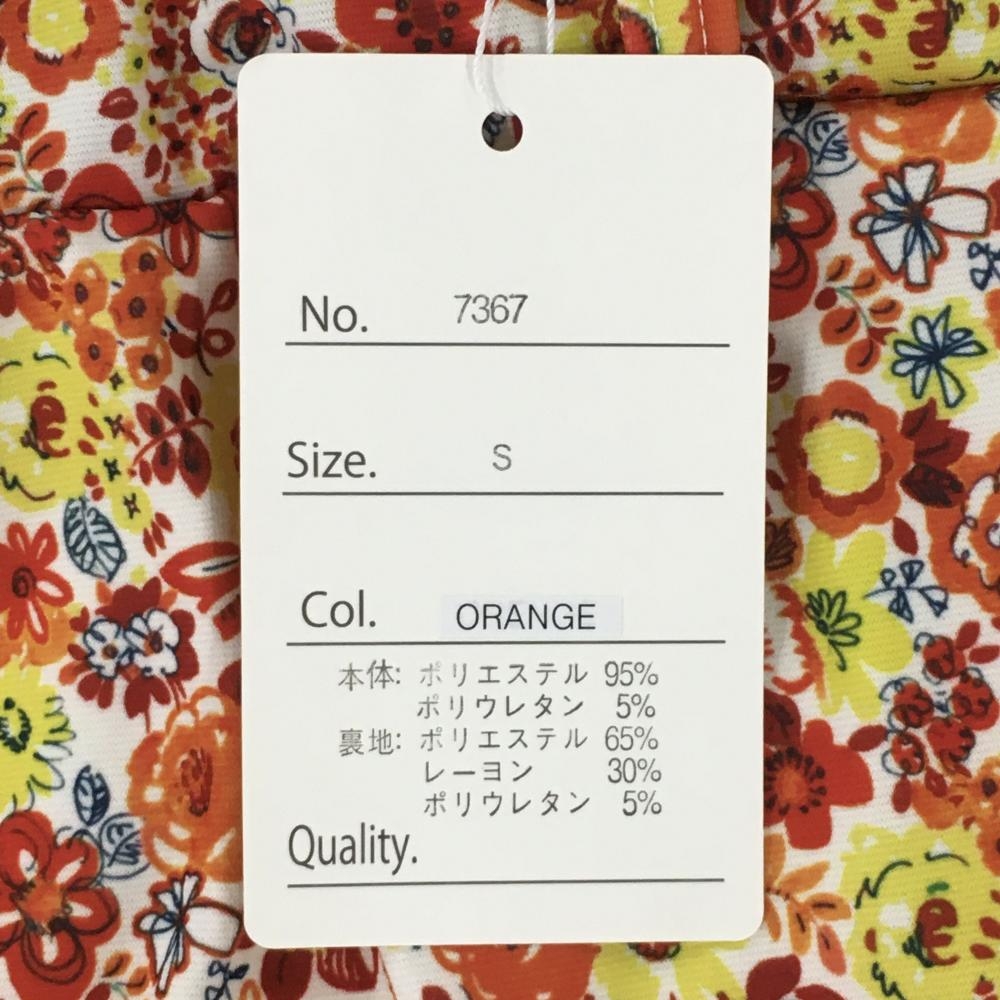 No. 7367
Size. S
Col. ORANGE
本体: ポリエステル 95%
ポリウレタン 5%
裏地: ポリエステル 65%
レーヨン 30%
ポリウレタン 5%
Quality.